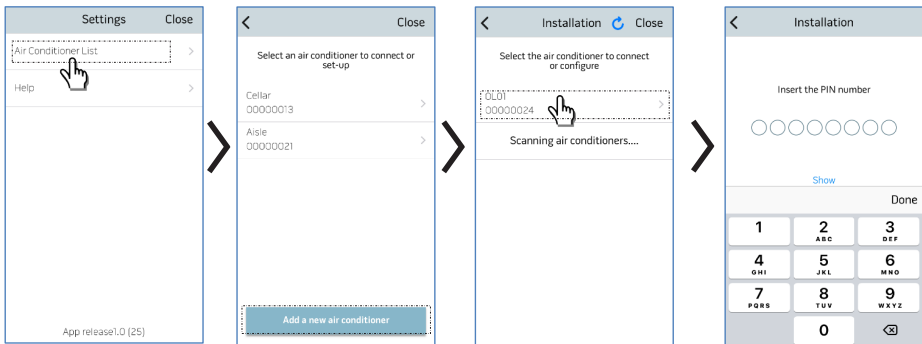 Settings
Close
Air Conditioner List
Help
App release1.0 (25)
Close
Select an air conditioner to connect or
set-up
Cellar
00000013
Aisle
00000021
Add a new air conditioner
Installation
Close
Select the air conditioner to connect
or configure
OL01
00000024
Scanning air conditioners....
Installation
Insert the PIN number
Show
Done
1
2
ABC
3
DEF
4
GHI
5
JKL
6
MNO
7
PQRS
8
TUV
9
WXYZ
0